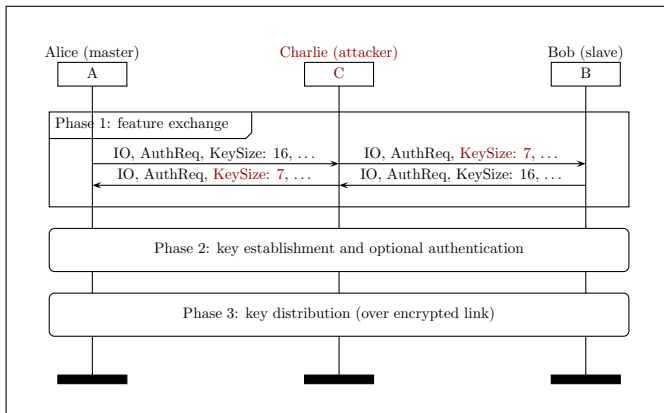 Alice (master) Charlie (attacker) Bob (slave)
A C B
Phase 1: feature exchange
IO, AuthReq, KeySize: 16, ... IO, AuthReq, KeySize: 7, ...
IO, AuthReq, KeySize: 7, ... IO, AuthReq, KeySize: 16, ...
Phase 2: key establishment and optional authentication
Phase 3: key distribution (over encrypted link)